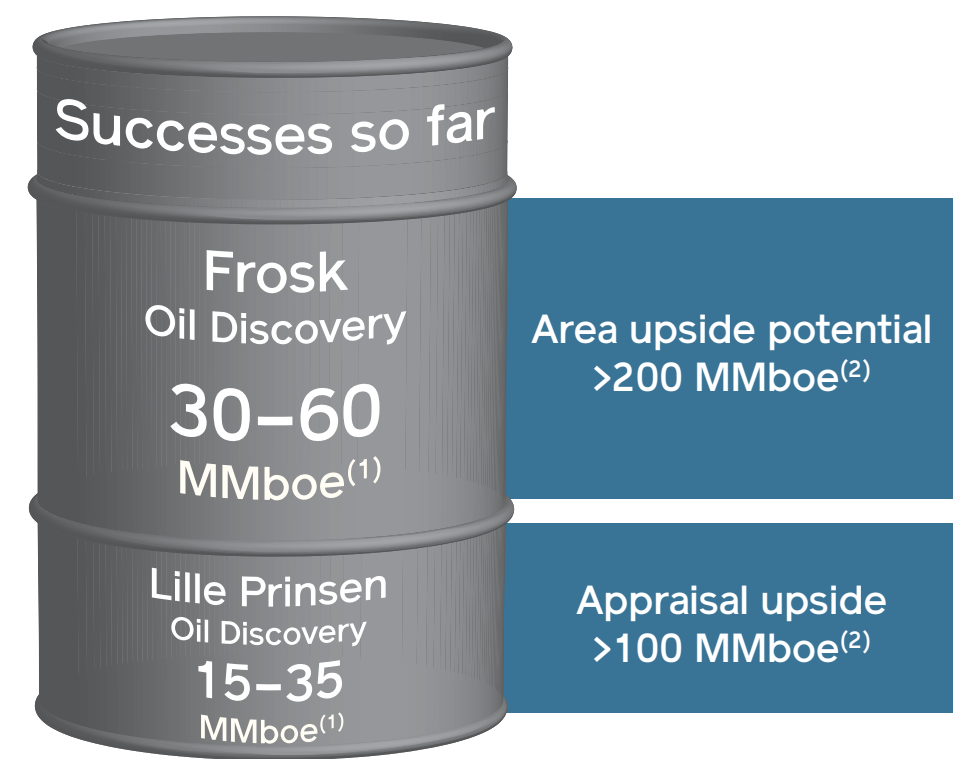 Successes so far
Frosk
Oil Discovery
30–60
MMboe(1)
Area upside potential
>200 MMboe(2)
Lille Prinsen
Oil Discovery
15–35
MMboe(1)
Appraisal upside
>100 MMboe(2)